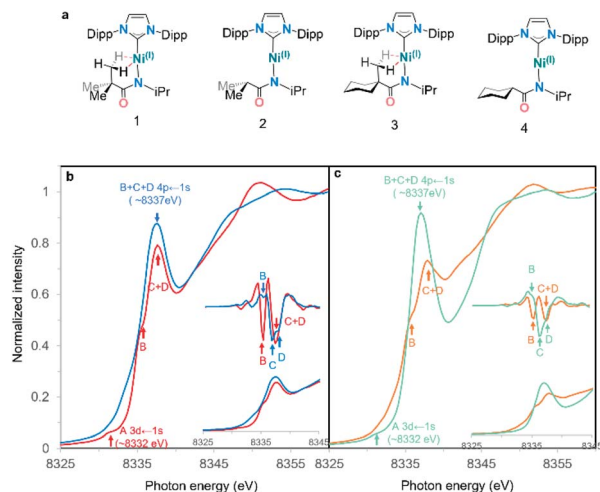 a
Dipp N N Dipp
H Ni(I)
H
N
Me
Me
iPr
O
1
Dipp N N Dipp
Ni(I)
N
Me
Me
iPr
O
2
Dipp N N Dipp
H Ni(I)
H
N
iPr
O
3
Dipp N N Dipp
Ni(I)
N
iPr
O
4
b
B+C+D 4p←1s
( ~8337eV)
C+D
B
A 3d←1s
(~8332 eV)
B
C+D
B
C
D
8325 8335 8345
1
0.8
0.6
0.4
0.2
0
Normalized intensity
8325 8335 8345 8355
Photon energy (eV)
c
B+C+D 4p←1s
( ~8337eV)
C+D
B
A 3d←1s
(~8332 eV)
B
C+D
B
D
C
8325 8335 8345
8325 8335 8345 8355
Photon energy (eV)